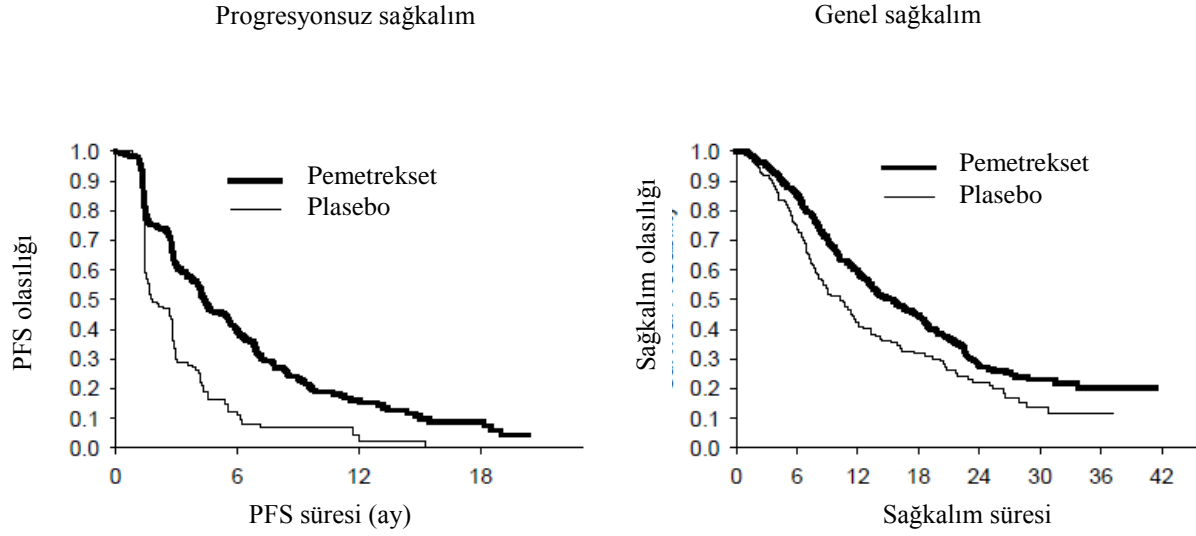 Progresyonsuz sağkalım
Genel sağkalım
PFS olasılığı
1.0
0.9
0.8
0.7
0.6
0.5
0.4
0.3
0.2
0.1
0.0
Pemetrekset
Plasebo
0 6 12 18
PFS süresi (ay)
Sağkalım olasılığı
1.0
0.9
0.8
0.7
0.6
0.5
0.4
0.3
0.2
0.1
0.0
Pemetrekset
Plasebo
0 6 12 18 24 30 36 42
Sağkalım süresi